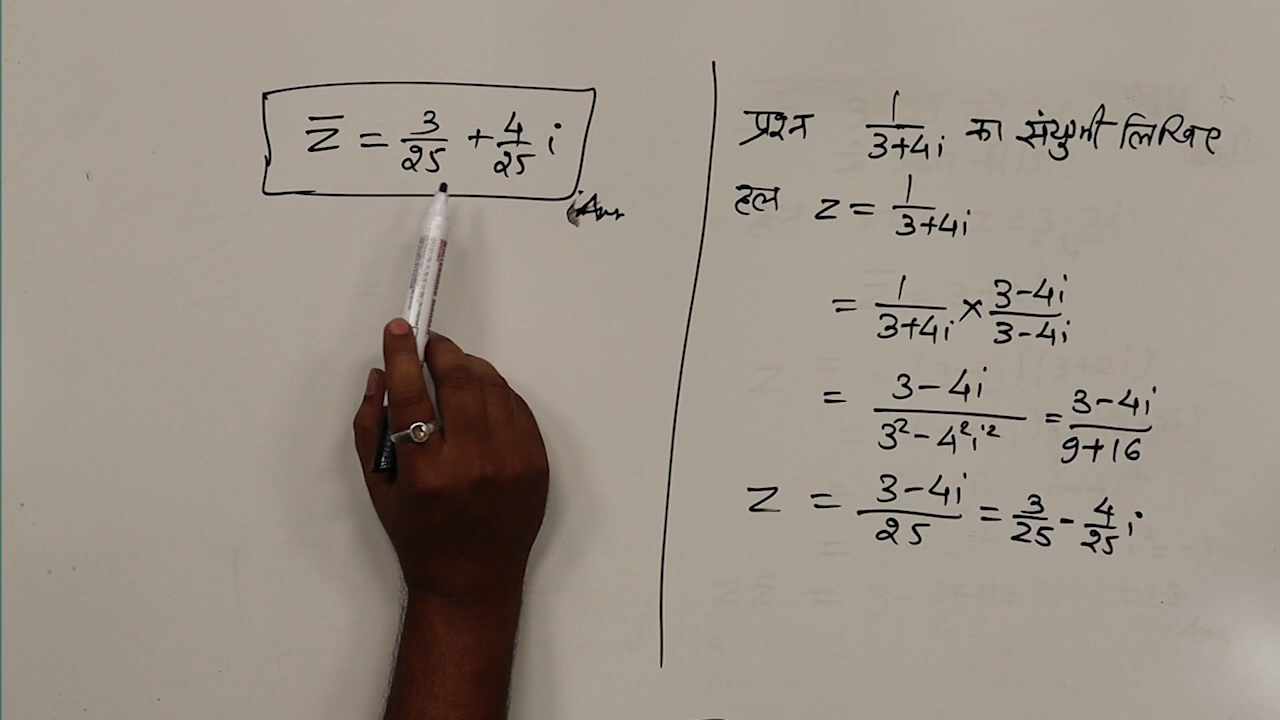 z̅ = 3/25 + 4/25 i
Ans
प्रश्न 1/(3+4i) का संयुग्मी लिखिए
हल z = 1/(3+4i)
= 1/(3+4i) × (3-4i)/(3-4i)
= (3-4i)/(3²-4²i²) = (3-4i)/(9+16)
z = (3-4i)/25 = 3/25 - 4/25 i